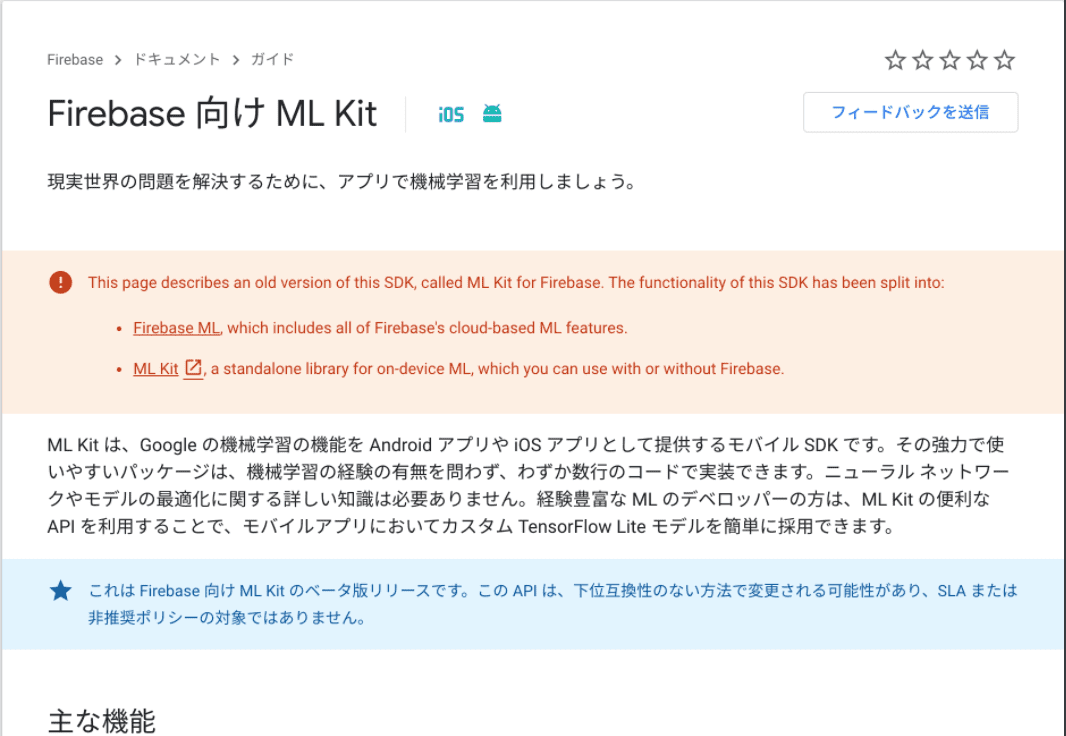 Firebase > ドキュメント > ガイド
Firebase 向け ML Kit
iOS
フィードバックを送信
現実世界の問題を解決するために、アプリで機械学習を利用しましょう。
This page describes an old version of this SDK, called ML Kit for Firebase. The functionality of this SDK has been split into:
• Firebase ML, which includes all of Firebase's cloud-based ML features.
• ML Kit , a standalone library for on-device ML, which you can use with or without Firebase.
ML Kit は、Google の機械学習の機能を Android アプリや iOS アプリとして提供するモバイル SDK です。その強力で使
いやすいパッケージは、機械学習の経験の有無を問わず、わずか数行のコードで実装できます。ニューラル ネットワー
クやモデルの最適化に関する詳しい知識は必要ありません。経験豊富な ML のデベロッパーの方は、ML Kit の便利な
API を利用することで、モバイルアプリにおいてカスタム TensorFlow Lite モデルを簡単に採用できます。
これは Firebase 向け ML Kit のベータ版リリースです。この API は、下位互換性のない方法で変更される可能性があり、SLA または
非推奨ポリシーの対象ではありません。
主な機能